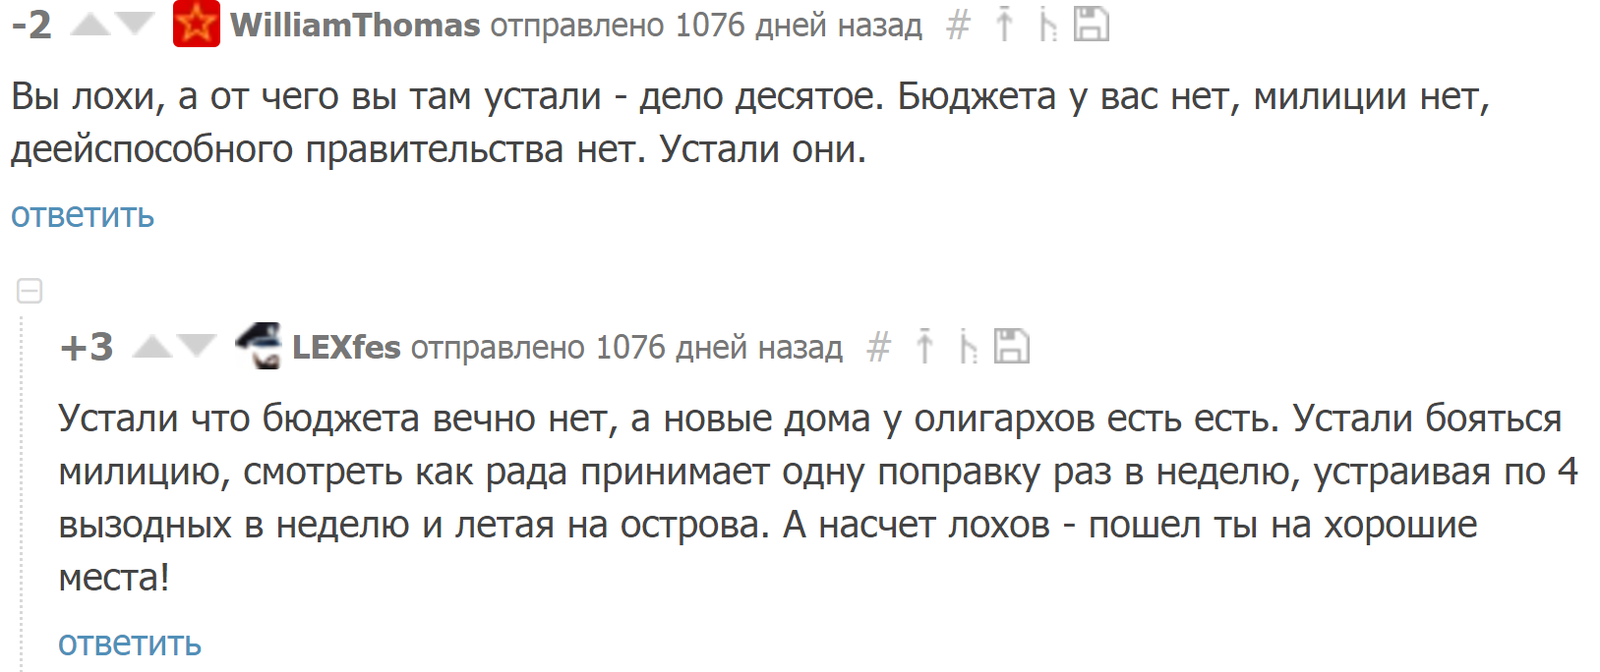 -2 WilliamThomas отправлено 1076 дней назад #
Вы лохи, а от чего вы там устали - дело десятое. Бюджета у вас нет, милиции нет,
деейспособного правительства нет. Устали они.
ответить
+3 LEXfes отправлено 1076 дней назад #
Устали что бюджета вечно нет, а новые дома у олигархов есть есть. Устали бояться
милицию, смотреть как рада принимает одну поправку раз в неделю, устраивая по 4
вызодных в неделю и летая на острова. А насчет лохов - пошел ты на хорошие
места!
ответить